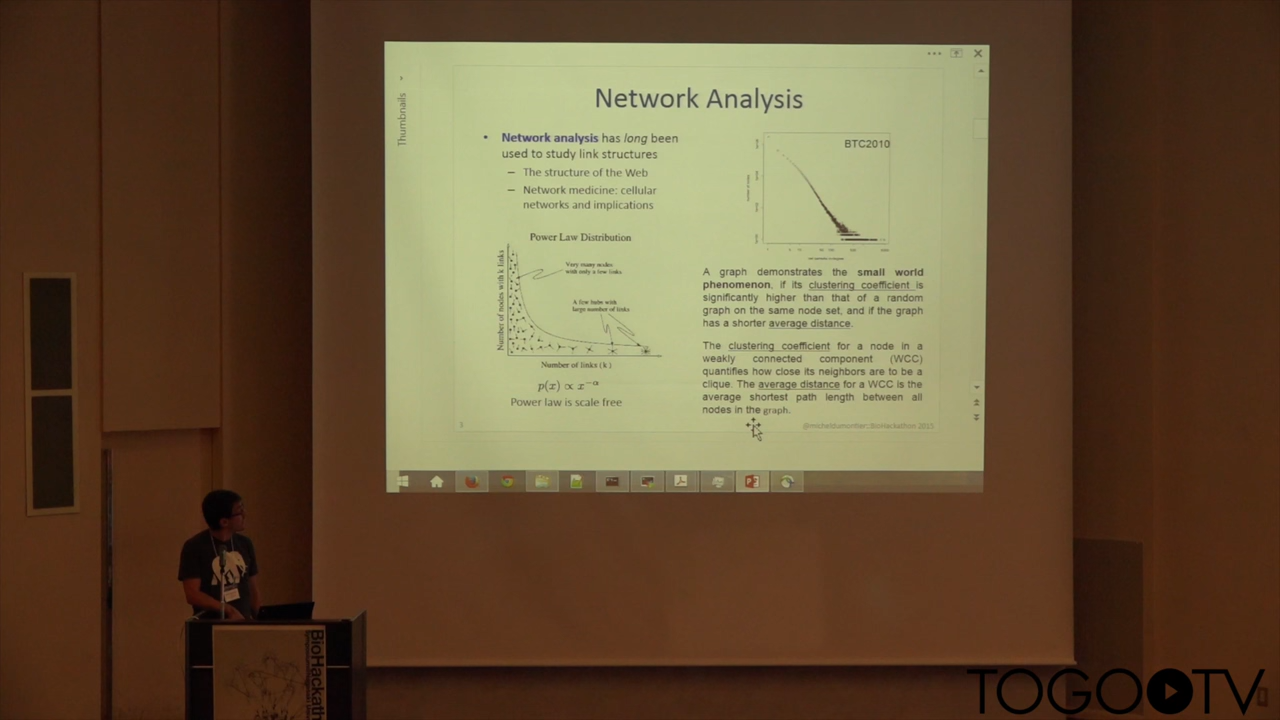 Thumbnails
Network Analysis
• Network analysis has long been
used to study link structures
– The structure of the Web
– Network medicine: cellular
networks and implications
Power Law Distribution
Number of nodes with k links
Very many nodes
with only a few links
A few hubs with
large number of links
Number of links (k)
p(x) ∝ x^−α
Power law is scale free
BTC2010
A graph demonstrates the small world
phenomenon, if its clustering coefficient is
significantly higher than that of a random
graph on the same node set, and if the graph
has a shorter average distance.
The clustering coefficient for a node in a
weakly connected component (WCC)
quantifies how close its neighbors are to be a
clique. The average distance for a WCC is the
average shortest path length between all
nodes in the graph.
@micheldumontier::BioHackathon 2015
BioHackath
TOGO TV